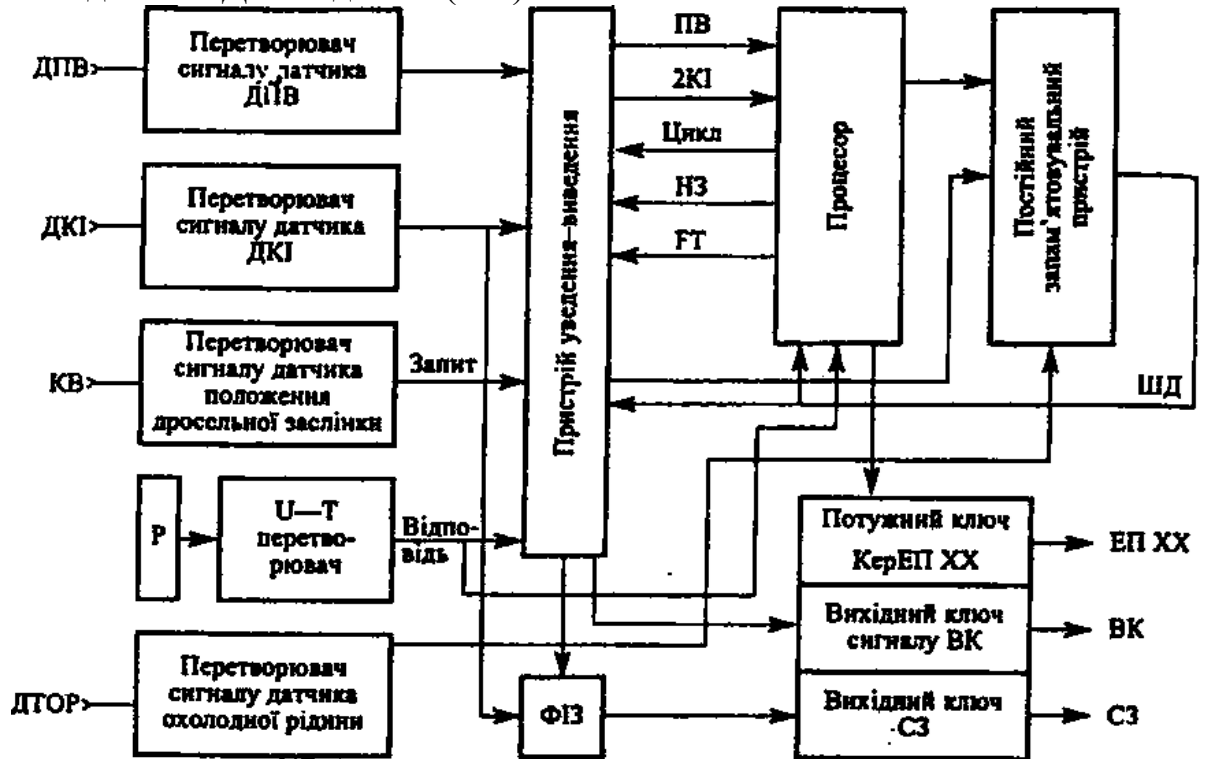 ДПВ
Перетворювач
сигналу датчика
ДПВ
ДКІ
Перетворювач
сигналу датчика
ДКІ
КВ
Перетворювач
сигналу датчика
положення
дросельної заслінки
Запит
Р
U—T
перетво-
рювач
Відпо-
відь
ДТОР
Перетворювач
сигналу датчика
охолодної рідини
Пристрій уведення-виведення
ФІЗ
ПВ
2КІ
Цикл
НЗ
FT
Процесор
Постійний
запам'ятовувальний
пристрій
ШД
Потужний ключ
КерЕП ХХ
ЕП ХХ
Вихідний ключ
сигналу ВК
ВК
Вихідний ключ
СЗ
СЗ